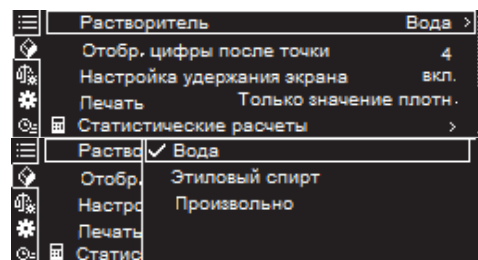 Растворитель Вода >
Отобр. цифры после точки 4
Настройка удержания экрана вкл.
Печать Только значение плотн.
Статистические расчеты >
Раство ✓ Вода
Отобр. Этиловый спирт
Настро Произвольно
Печать
Статис